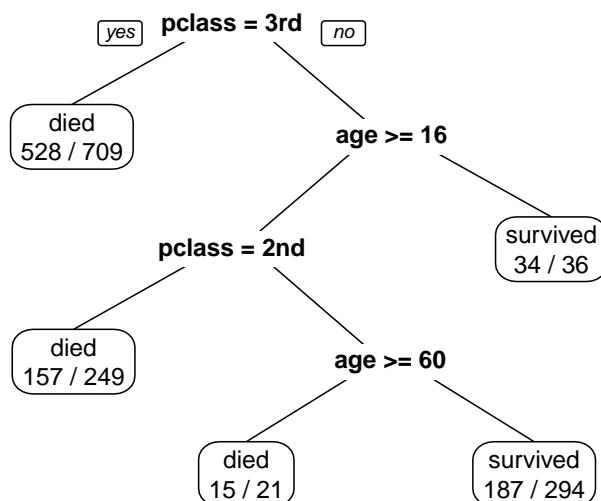 pclass = 3rd
yes
no
died
528 / 709
age >= 16
survived
34 / 36
pclass = 2nd
died
157 / 249
age >= 60
died
15 / 21
survived
187 / 294